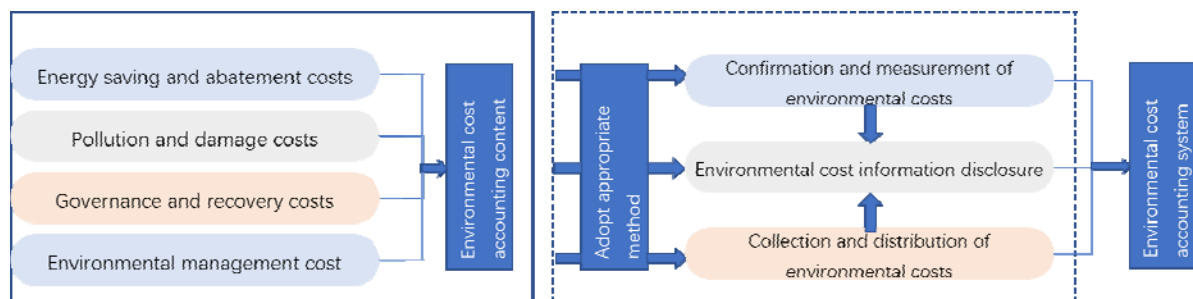 Energy saving and abatement costs
Pollution and damage costs
Governance and recovery costs
Environmental management cost
Environmental cost
accounting content
Adopt appropriate
method
Confirmation and measurement of
environmental costs
Environmental cost information disclosure
Collection and distribution of
environmental costs
Environmental cost
accounting system